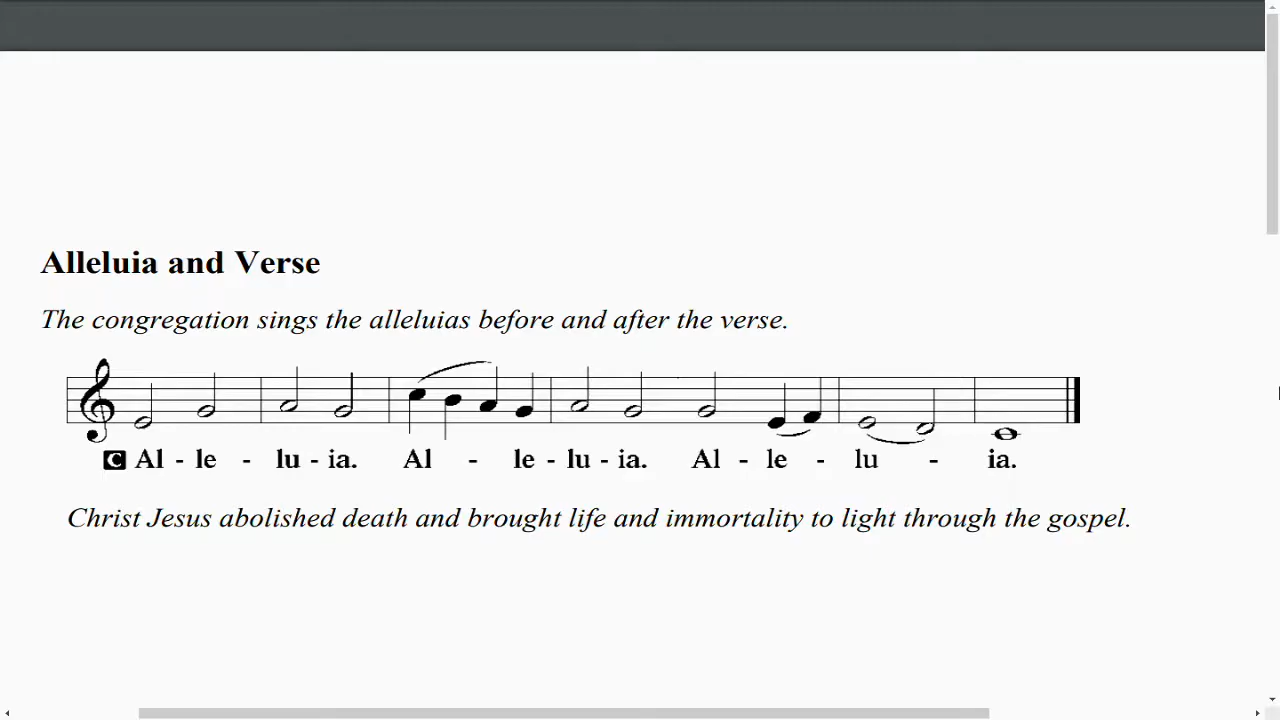 Alleluia and Verse
The congregation sings the alleluias before and after the verse.
C Al - le - lu - ia. Al - le - lu - ia. Al - le - lu - ia.
Christ Jesus abolished death and brought life and immortality to light through the gospel.